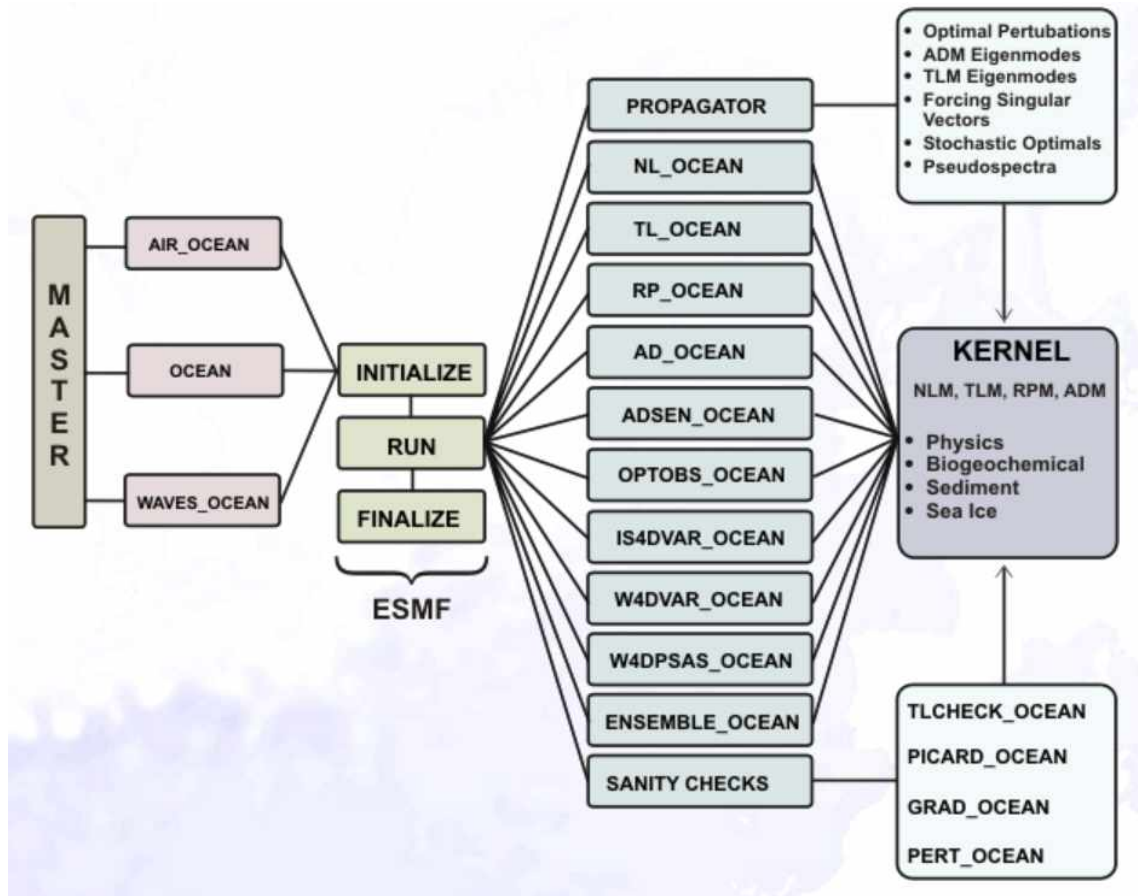 MASTER
AIR_OCEAN
OCEAN
WAVES_OCEAN
INITIALIZE
RUN
FINALIZE
ESMF
PROPAGATOR
NL_OCEAN
TL_OCEAN
RP_OCEAN
AD_OCEAN
ADSEN_OCEAN
OPTOBS_OCEAN
IS4DVAR_OCEAN
W4DVAR_OCEAN
W4DPSAS_OCEAN
ENSEMBLE_OCEAN
SANITY CHECKS
• Optimal Pertubations
• ADM Eigenmodes
• TLM Eigenmodes
• Forcing Singular
Vectors
• Stochastic Optimals
• Pseudospectra
KERNEL
NLM, TLM, RPM, ADM
• Physics
• Biogeochemical
• Sediment
• Sea Ice
TLCHECK_OCEAN
PICARD_OCEAN
GRAD_OCEAN
PERT_OCEAN